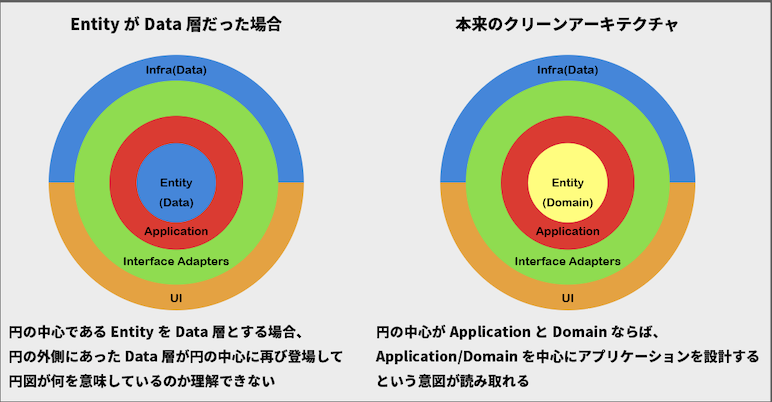 Entity が Data 層だった場合
Infra(Data)
Entity
(Data)
Application
Interface Adapters
UI
円の中心である Entity を Data 層とする場合、
円の外側にあった Data 層が円の中心に再び登場して
円図が何を意味しているのか理解できない
本来のクリーンアーキテクチャ
Infra(Data)
Entity
(Domain)
Application
Interface Adapters
UI
円の中心が Application と Domain ならば、
Application/Domain を中心にアプリケーションを設計する
という意図が読み取れる